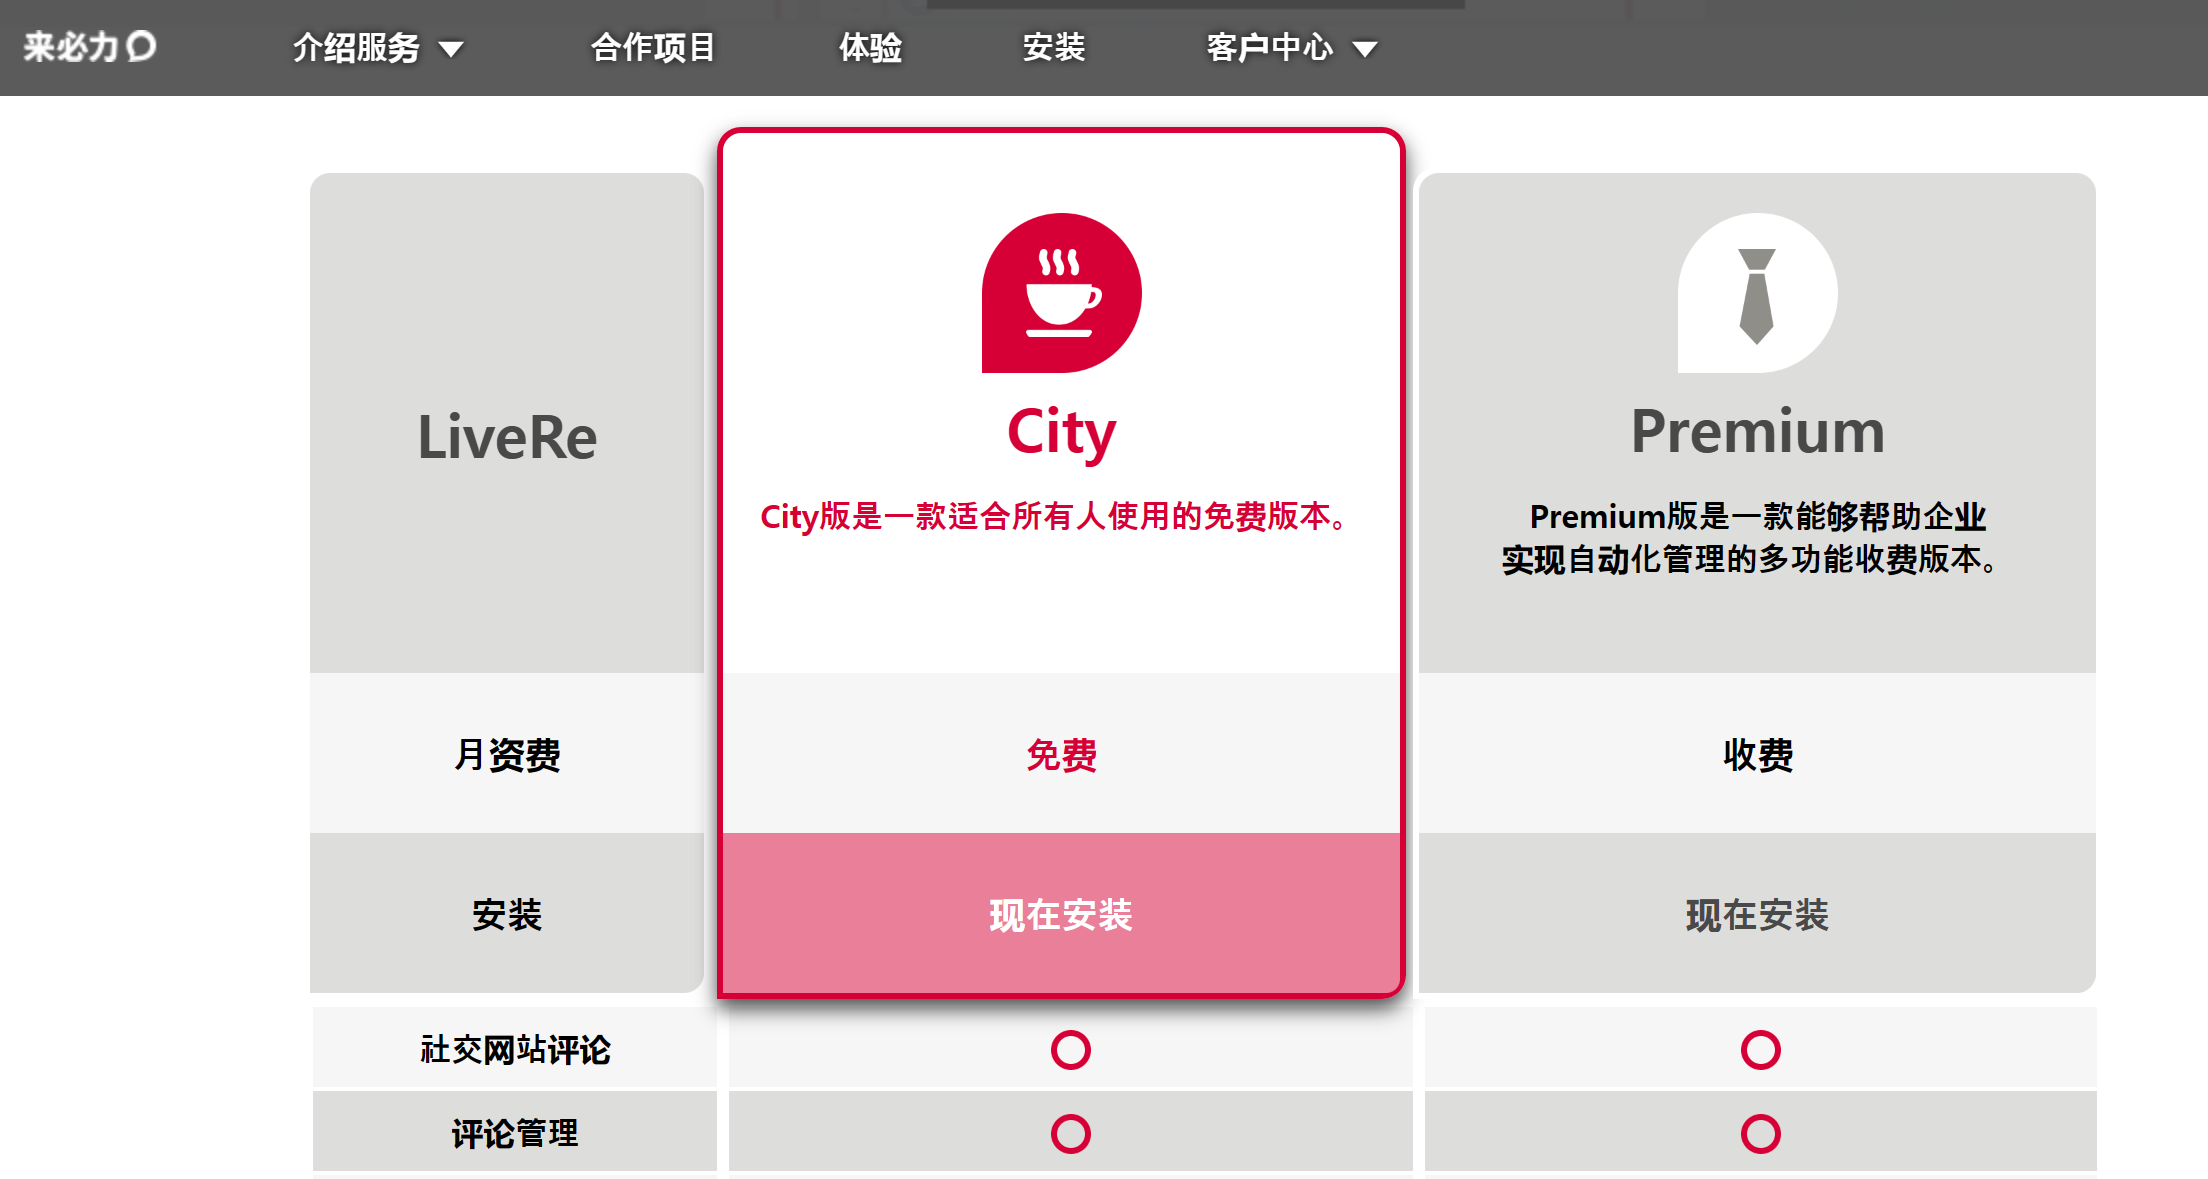 来必力
介绍服务
合作项目
体验
安装
客户中心
LiveRe
City
City版是一款适合所有人使用的免费版本。
Premium
Premium版是一款能够帮助企业
实现自动化管理的多功能收费版本。
月资费
免费
收费
安装
现在安装
现在安装
社交网站评论
评论管理